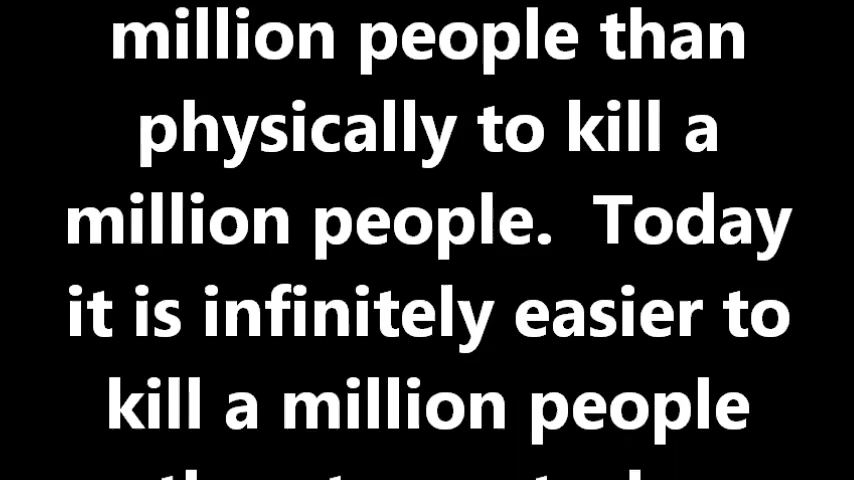 million people than
physically to kill a
million people.  Today
it is infinitely easier to
kill a million people